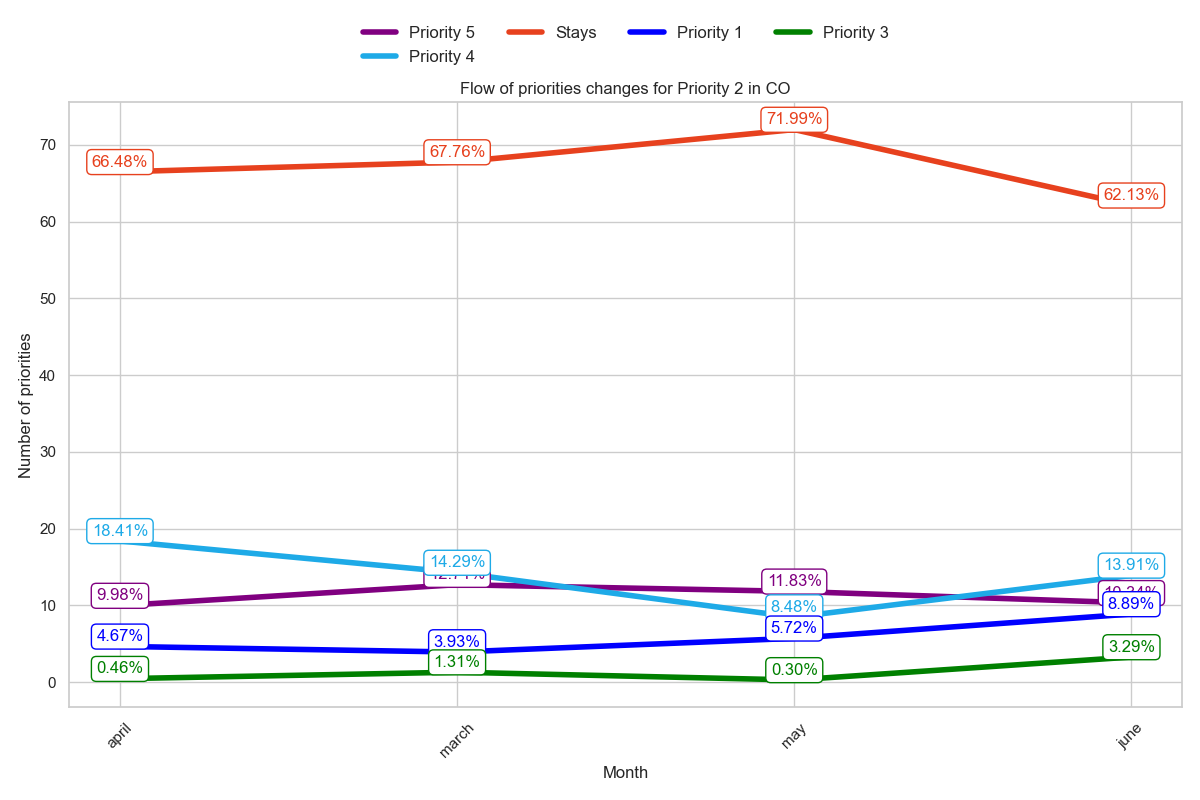 Priority 5 Stays Priority 1 Priority 3
Priority 4
Flow of priorities changes for Priority 2 in CO
Number of priorities
70
60
50
40
30
20
10
0
66.48%
67.76%
71.99%
62.13%
18.41%
14.29%
8.48%
13.91%
9.98%
11.83%
4.67%
3.93%
5.72%
8.89%
0.46%
1.31%
0.30%
3.29%
april
march
may
june
Month